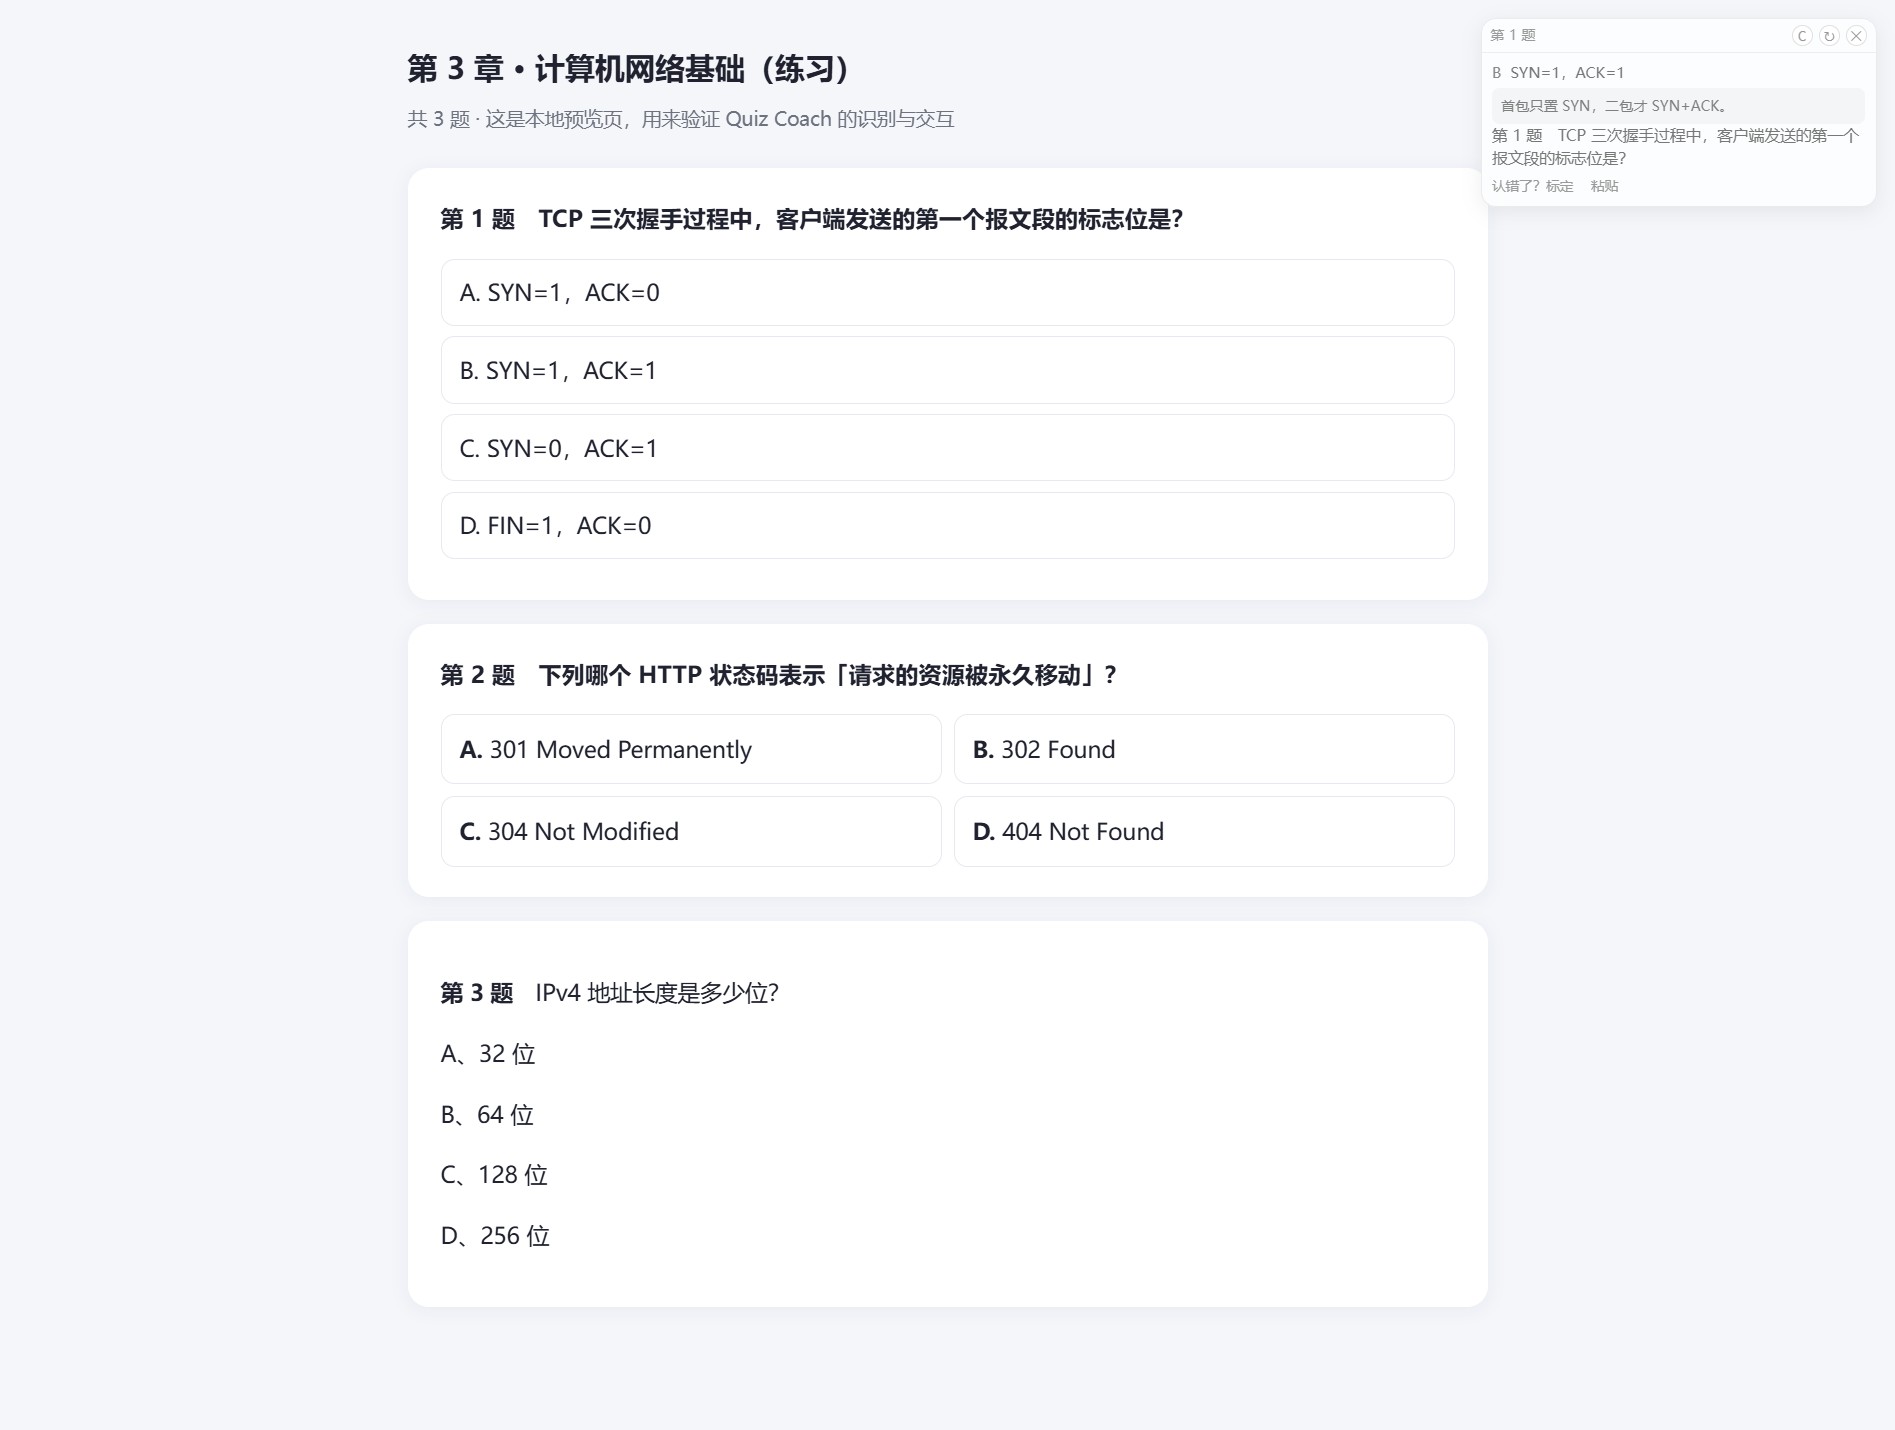 第 3 章 • 计算机网络基础（练习）
共 3 题 · 这是本地预览页，用来验证 Quiz Coach 的识别与交互
第 1 题 TCP 三次握手过程中，客户端发送的第一个报文段的标志位是？
A. SYN=1，ACK=0
B. SYN=1，ACK=1
C. SYN=0，ACK=1
D. FIN=1，ACK=0
第 2 题 下列哪个 HTTP 状态码表示「请求的资源被永久移动」？
A. 301 Moved Permanently
B. 302 Found
C. 304 Not Modified
D. 404 Not Found
第 3 题 IPv4 地址长度是多少位？
A、32 位
B、64 位
C、128 位
D、256 位
第 1 题 C ↻ ×
B SYN=1，ACK=1
首包只置 SYN，二包才 SYN+ACK。
第 1 题 TCP 三次握手过程中，客户端发送的第一个
报文段的标志位是？
认错了？标定 粘贴